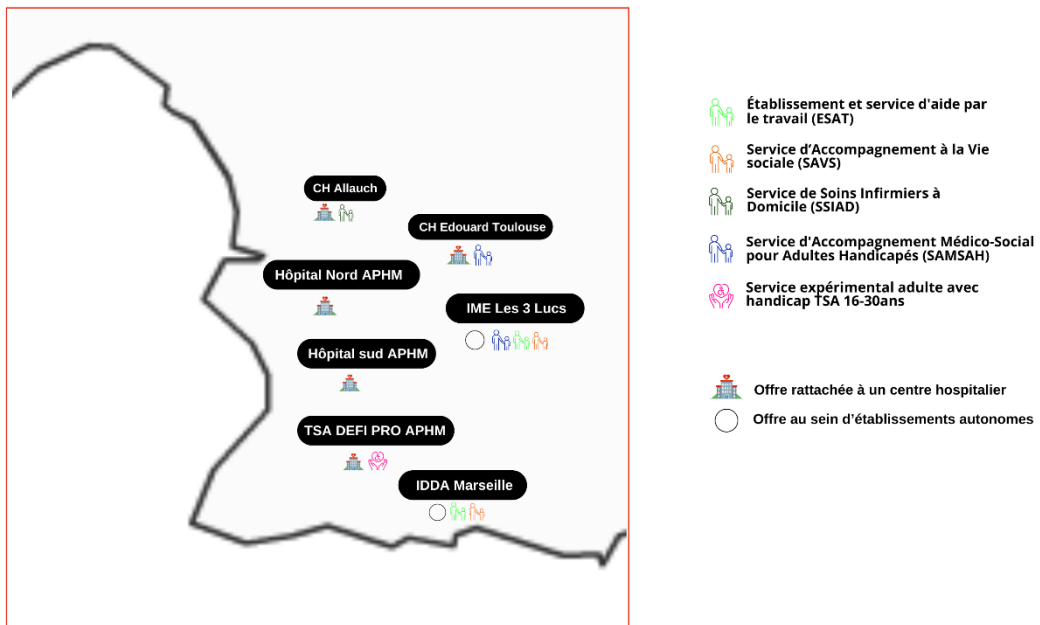 CH Allauch
CH Edouard Toulouse
Hôpital Nord APHM
IME Les 3 Lucs
Hôpital sud APHM
TSA DEFI PRO APHM
IDDA Marseille
Établissement et service d'aide par
le travail (ESAT)
Service d’Accompagnement à la Vie
sociale (SAVS)
Service de Soins Infirmiers à
Domicile (SSIAD)
Service d'Accompagnement Médico-Social
pour Adultes Handicapés (SAMSAH)
Service expérimental adulte avec
handicap TSA 16-30ans
Offre rattachée à un centre hospitalier
Offre au sein d’établissements autonomes